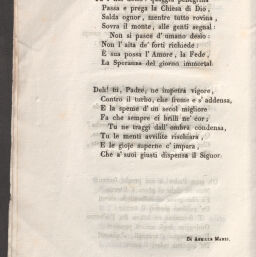 Passa e prega la Chiesa di Dio,
Salda ognor, mentre tutto rovina,
Sovra il monte, alle genti segnal:
Non si pasce d' umano desio:
Non l' aita de' forti richiede:
È sua possa l' Amore, la Fede,
La Speranza del giorno immortal.
Deh! tu, Padre, ne impetra vigore,
Contro il turbo, che freme e s' addensa,
E la speme d' un secol migliore
Fa che sempre ci brilli ne' cor;
Tu ne traggi dall' ombra condensa,
Tu le menti avvilite rischiara,
E le gioje superne c' impara,
Che a' suoi giusti dispensa il Signor.
Di